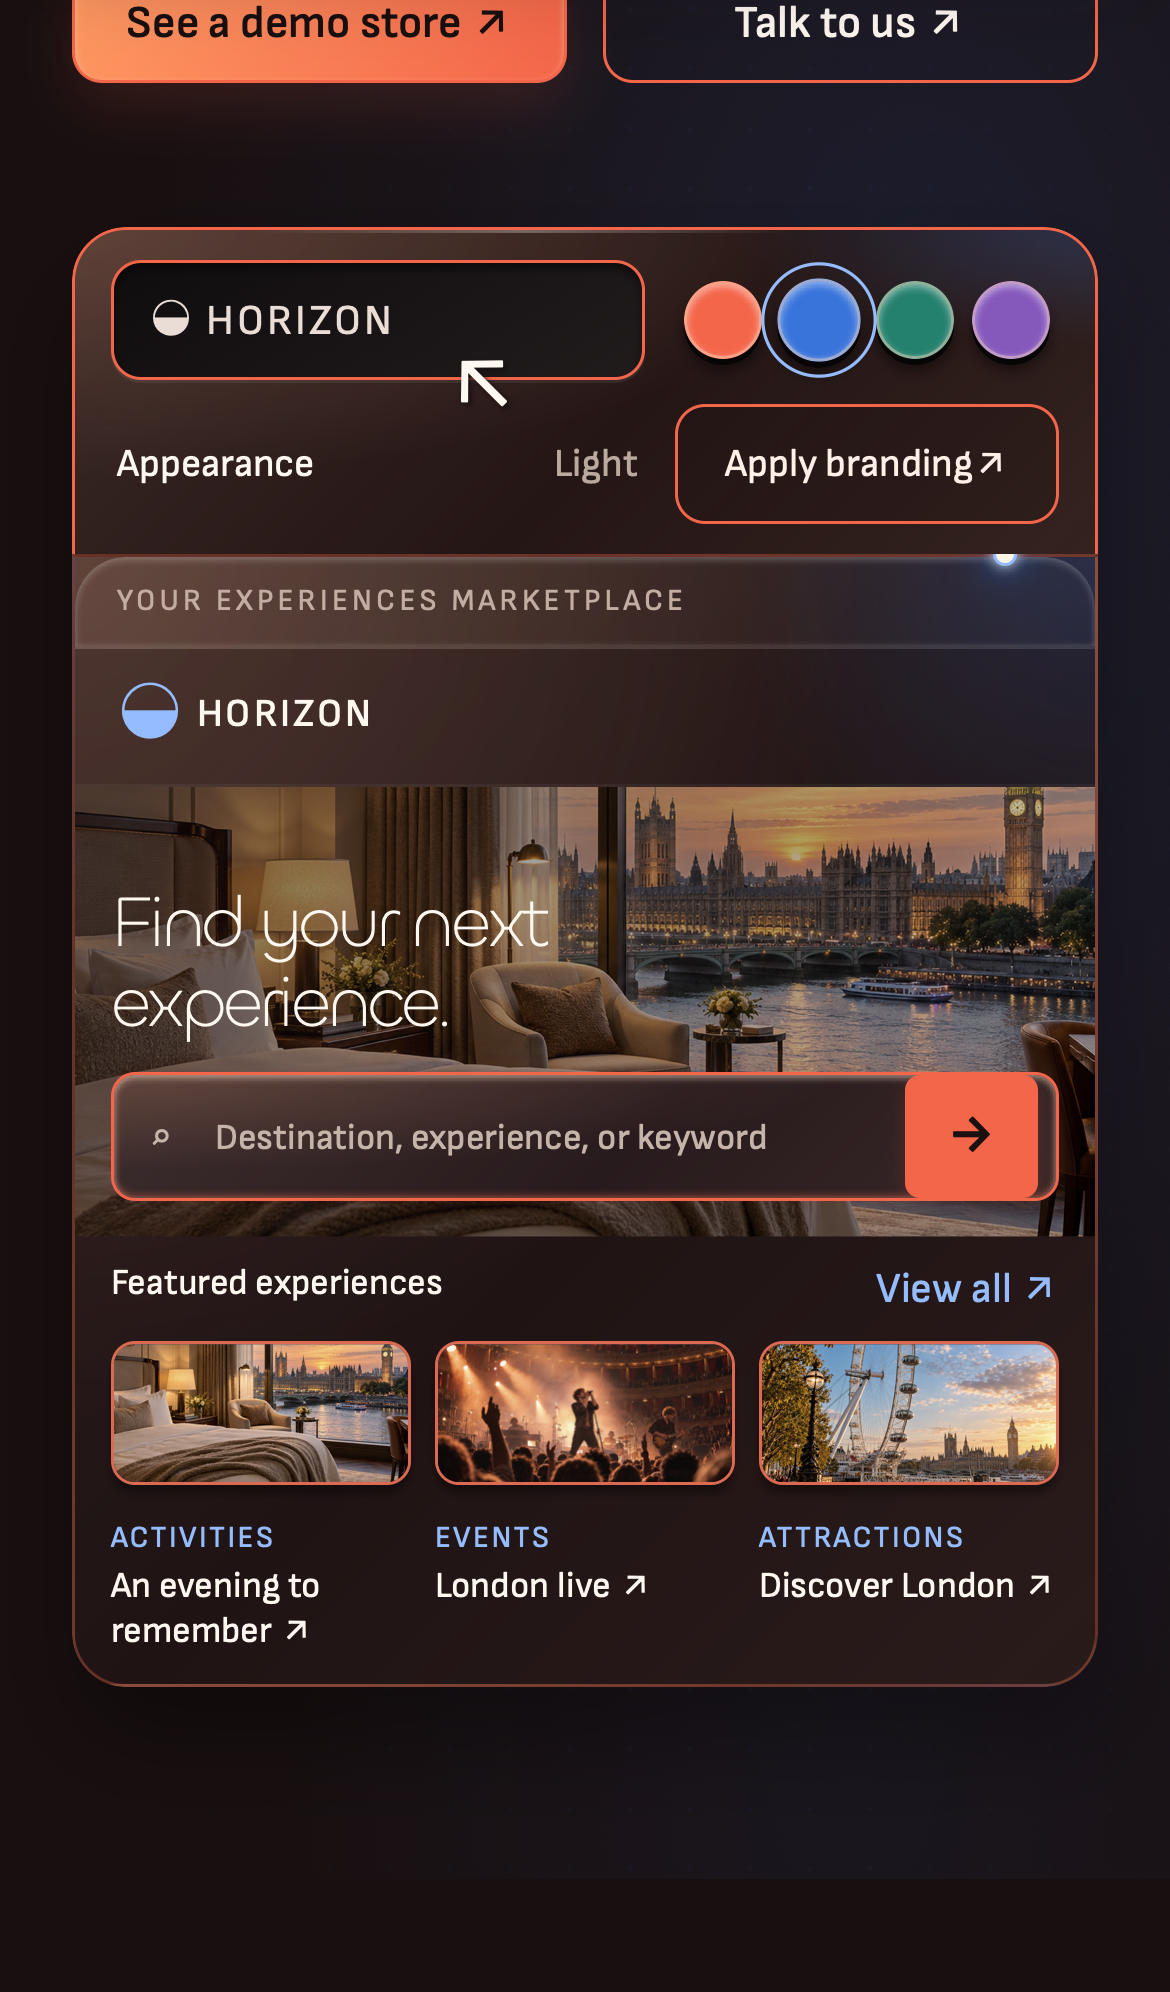 See a demo store ↗
Talk to us ↗
HORIZON
Appearance
Light
Apply branding ↗
YOUR EXPERIENCES MARKETPLACE
HORIZON
Find your next
experience.
Destination, experience, or keyword
Featured experiences
View all ↗
ACTIVITIES
An evening to
remember ↗
EVENTS
London live ↗
ATTRACTIONS
Discover London ↗